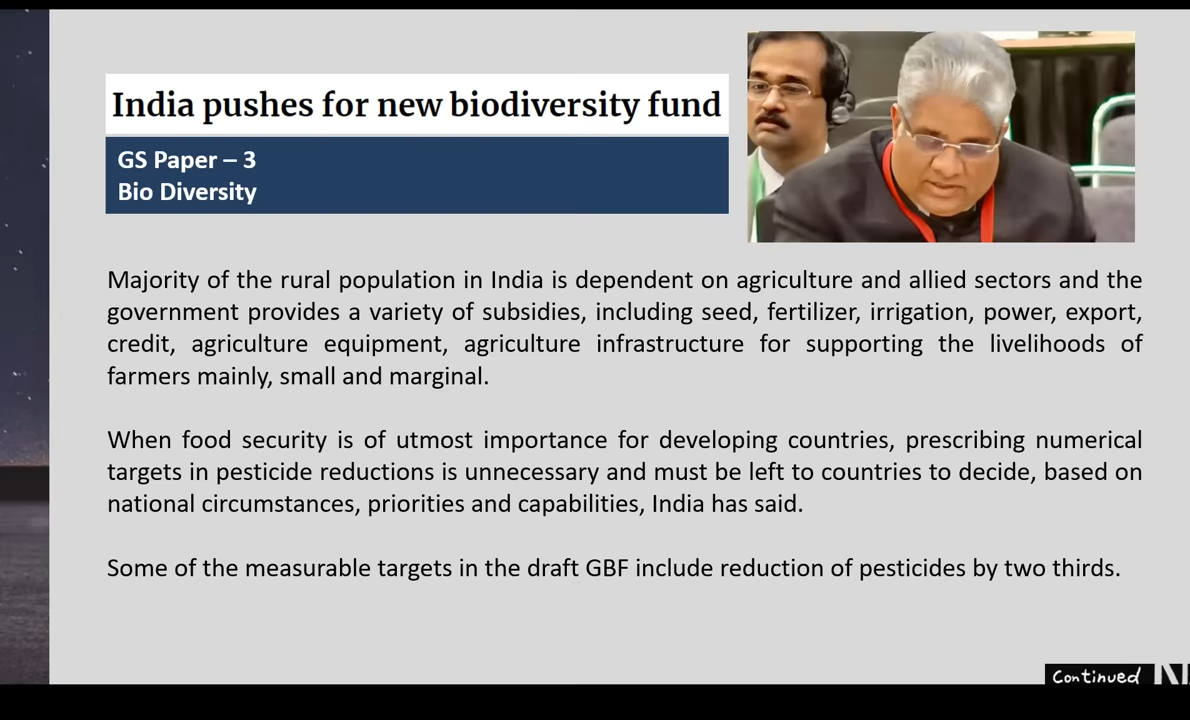 India pushes for new biodiversity fund
GS Paper – 3
Bio Diversity
Majority of the rural population in India is dependent on agriculture and allied sectors and the
government provides a variety of subsidies, including seed, fertilizer, irrigation, power, export,
credit, agriculture equipment, agriculture infrastructure for supporting the livelihoods of
farmers mainly, small and marginal.
When food security is of utmost importance for developing countries, prescribing numerical
targets in pesticide reductions is unnecessary and must be left to countries to decide, based on
national circumstances, priorities and capabilities, India has said.
Some of the measurable targets in the draft GBF include reduction of pesticides by two thirds.
Continued